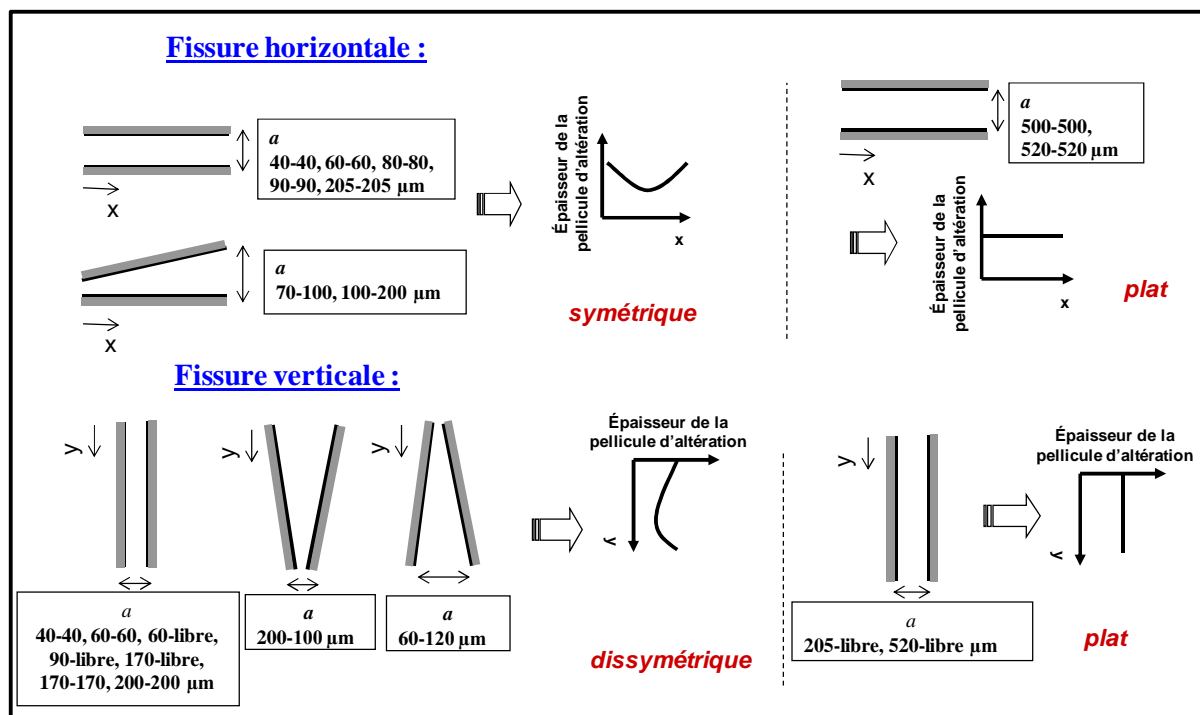 Fissure horizontale :
a
40-40, 60-60, 80-80,
90-90, 205-205 µm
x
Épaisseur de la
pellicule d'altération
x
a
70-100, 100-200 µm
x
symétrique
a
500-500,
520-520 µm
x
Épaisseur de la
pellicule d'altération
x
plat
Fissure verticale :
y
a
40-40, 60-60, 60-libre,
90-libre, 170-libre,
170-170, 200-200 µm
y
a
200-100 µm
y
a
60-120 µm
Épaisseur de la
pellicule d'altération
y
dissymétrique
y
a
205-libre, 520-libre µm
Épaisseur de la
pellicule d'altération
y
plat